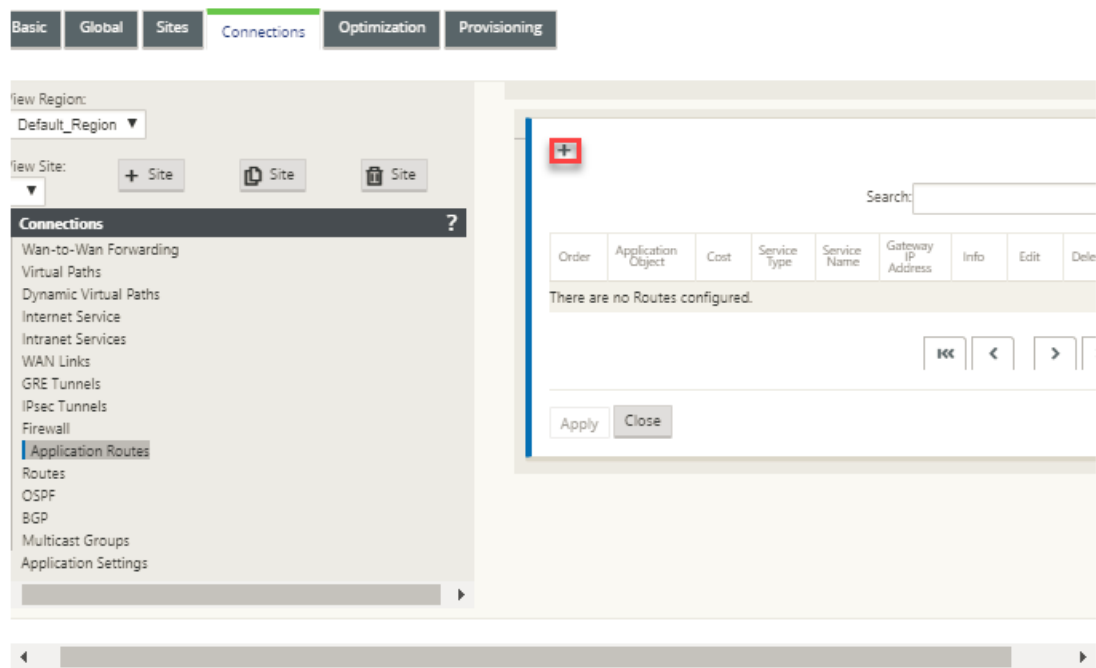 Basic Global Sites Connections Optimization Provisioning
View Region:
Default_Region ▼
View Site:
▼ + Site Site Site
Connections ?
Wan-to-Wan Forwarding
Virtual Paths
Dynamic Virtual Paths
Internet Service
Intranet Services
WAN Links
GRE Tunnels
IPsec Tunnels
Firewall
Application Routes
Routes
OSPF
BGP
Multicast Groups
Application Settings
+
Search:
Order Application Object Cost Service Type Service Name Gateway IP Address Info Edit Dele
There are no Routes configured.
Apply Close